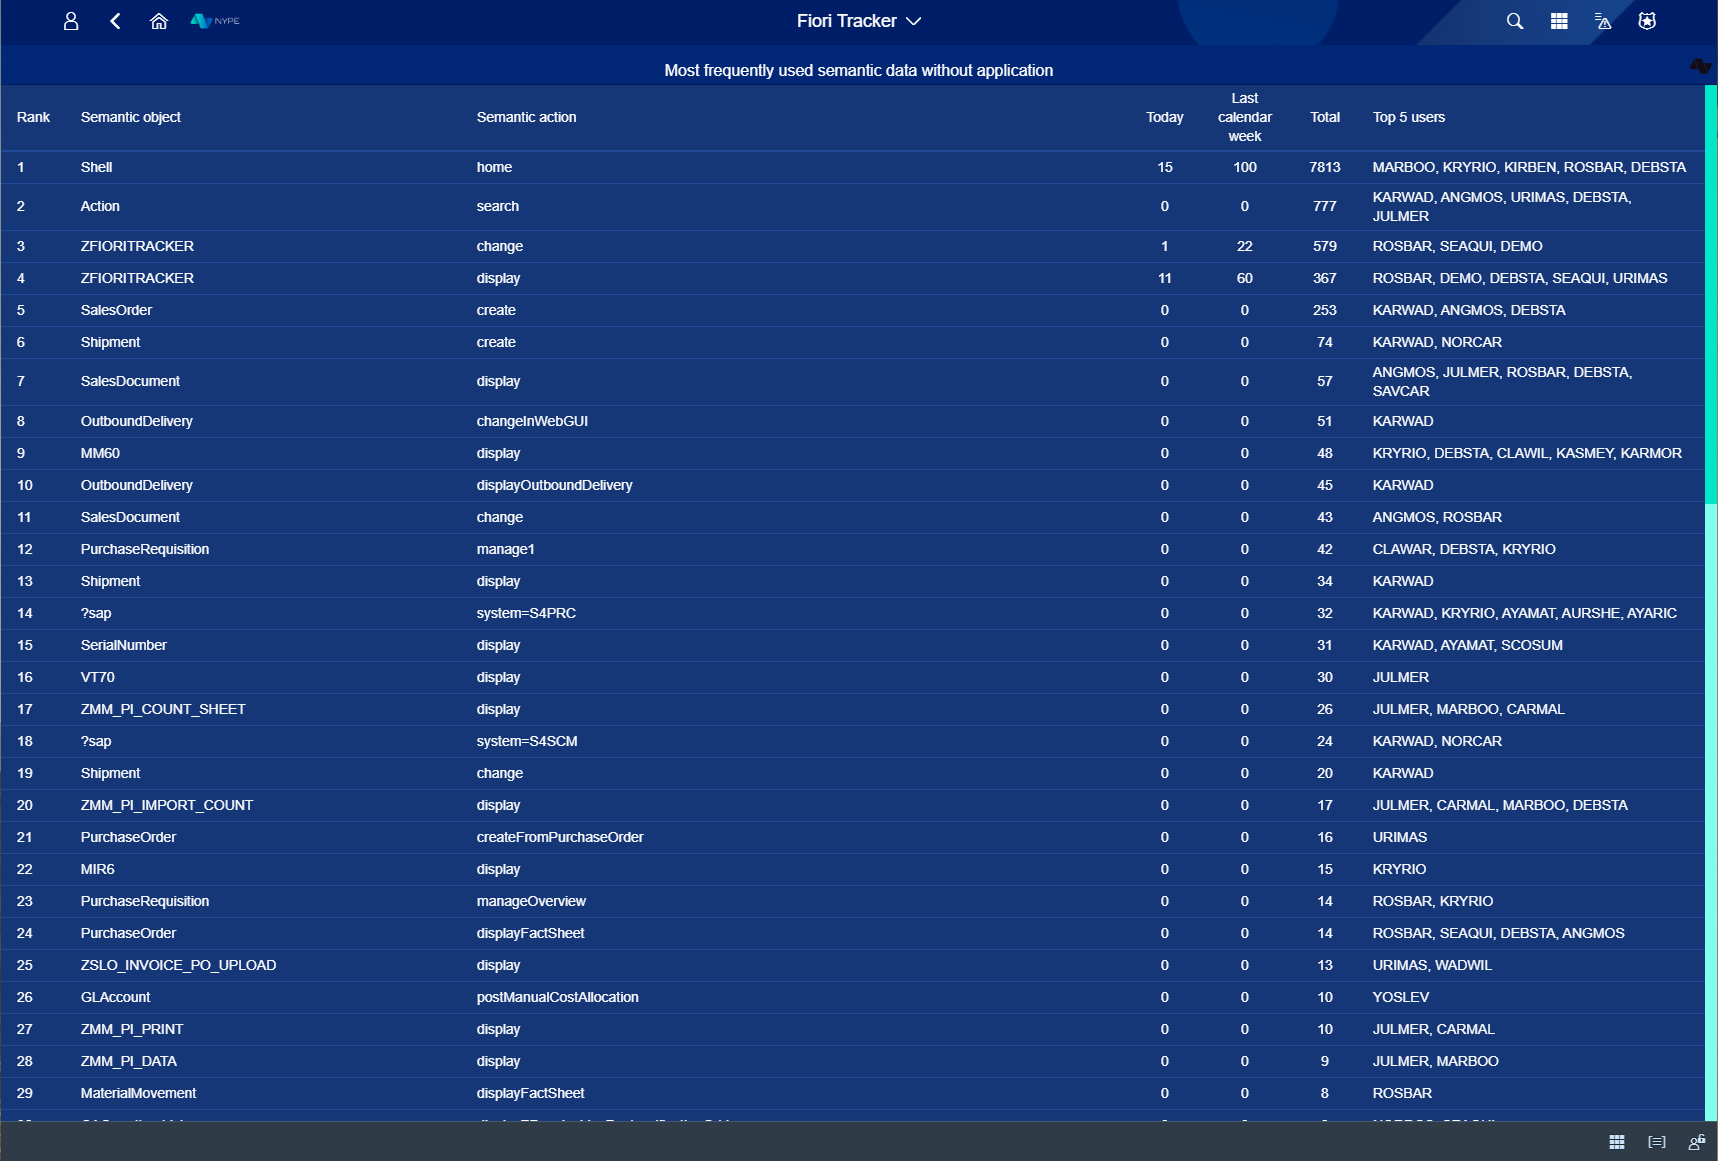 NYPE
Fiori Tracker
Most frequently used semantic data without application
Rank Semantic object Semantic action Today Last calendar week Total Top 5 users
1 Shell home 15 100 7813 MARBOO, KRYRIO, KIRBEN, ROSBAR, DEBSTA
2 Action search 0 0 777 KARWAD, ANGMOS, URIMAS, DEBSTA,
JULMER
3 ZFIORITRACKER change 1 22 579 ROSBAR, SEAQUI, DEMO
4 ZFIORITRACKER display 11 60 367 ROSBAR, DEMO, DEBSTA, SEAQUI, URIMAS
5 SalesOrder create 0 0 253 KARWAD, ANGMOS, DEBSTA
6 Shipment create 0 0 74 KARWAD, NORCAR
7 SalesDocument display 0 0 57 ANGMOS, JULMER, ROSBAR, DEBSTA,
SAVCAR
8 OutboundDelivery changeInWebGUI 0 0 51 KARWAD
9 MM60 display 0 0 48 KRYRIO, DEBSTA, CLAWIL, KASMEY, KARMOR
10 OutboundDelivery displayOutboundDelivery 0 0 45 KARWAD
11 SalesDocument change 0 0 43 ANGMOS, ROSBAR
12 PurchaseRequisition manage1 0 0 42 CLAWAR, DEBSTA, KRYRIO
13 Shipment display 0 0 34 KARWAD
14 ?sap system=S4PRC 0 0 32 KARWAD, KRYRIO, AYAMAT, AURSHE, AYARIC
15 SerialNumber display 0 0 31 KARWAD, AYAMAT, SCOSUM
16 VT70 display 0 0 30 JULMER
17 ZMM_PI_COUNT_SHEET display 0 0 26 JULMER, MARBOO, CARMAL
18 ?sap system=S4SCM 0 0 24 KARWAD, NORCAR
19 Shipment change 0 0 20 KARWAD
20 ZMM_PI_IMPORT_COUNT display 0 0 17 JULMER, CARMAL, MARBOO, DEBSTA
21 PurchaseOrder createFromPurchaseOrder 0 0 16 URIMAS
22 MIR6 display 0 0 15 KRYRIO
23 PurchaseRequisition manageOverview 0 0 14 ROSBAR, KRYRIO
24 PurchaseOrder displayFactSheet 0 0 14 ROSBAR, SEAQUI, DEBSTA, ANGMOS
25 ZSLO_INVOICE_PO_UPLOAD display 0 0 13 URIMAS, WADWIL
26 GLAccount postManualCostAllocation 0 0 10 YOSLEV
27 ZMM_PI_PRINT display 0 0 10 JULMER, CARMAL
28 ZMM_PI_DATA display 0 0 9 JULMER, MARBOO
29 MaterialMovement displayFactSheet 0 0 8 ROSBAR